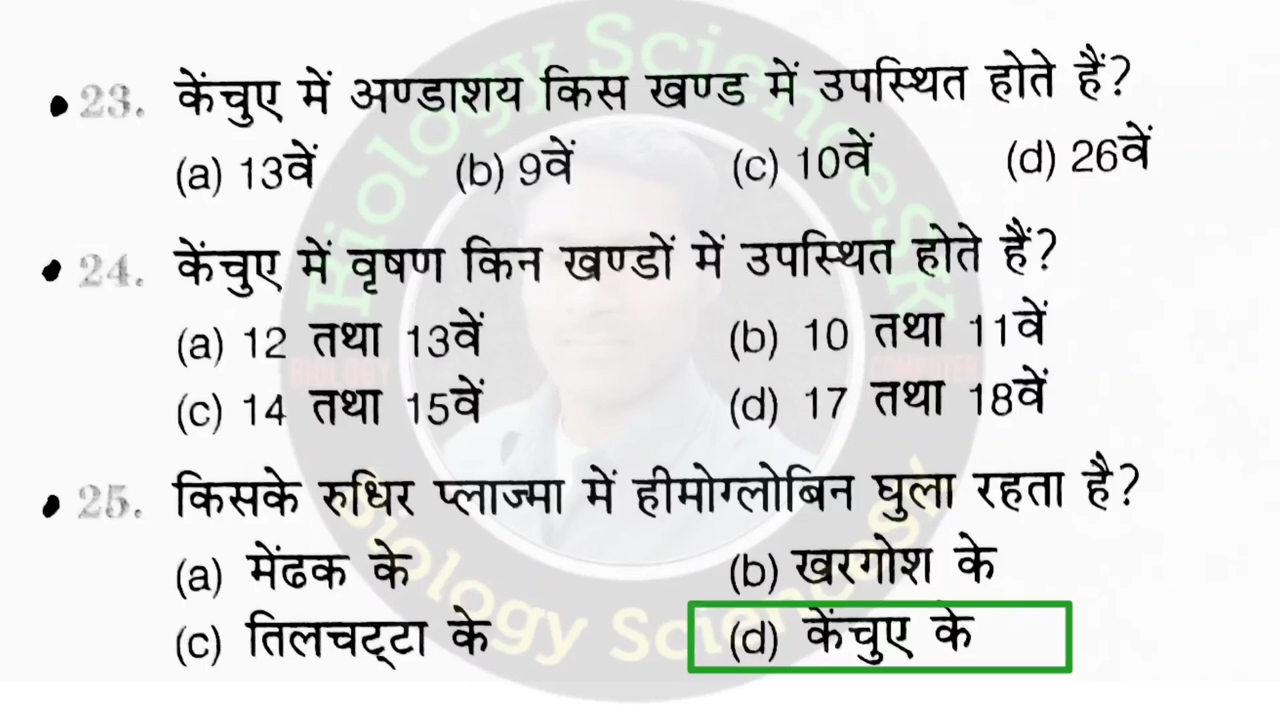 23. केंचुए में अण्डाशय किस खण्ड में उपस्थित होते हैं?
(a) 13वें (b) 9वें (c) 10वें (d) 26वें
24. केंचुए में वृषण किन खण्डों में उपस्थित होते हैं?
(a) 12 तथा 13वें (b) 10 तथा 11वें
(c) 14 तथा 15वें (d) 17 तथा 18वें
25. किसके रुधिर प्लाज्मा में हीमोग्लोबिन घुला रहता है?
(a) मेंढक के (b) खरगोश के
(c) तिलचट्टा के (d) केंचुए के